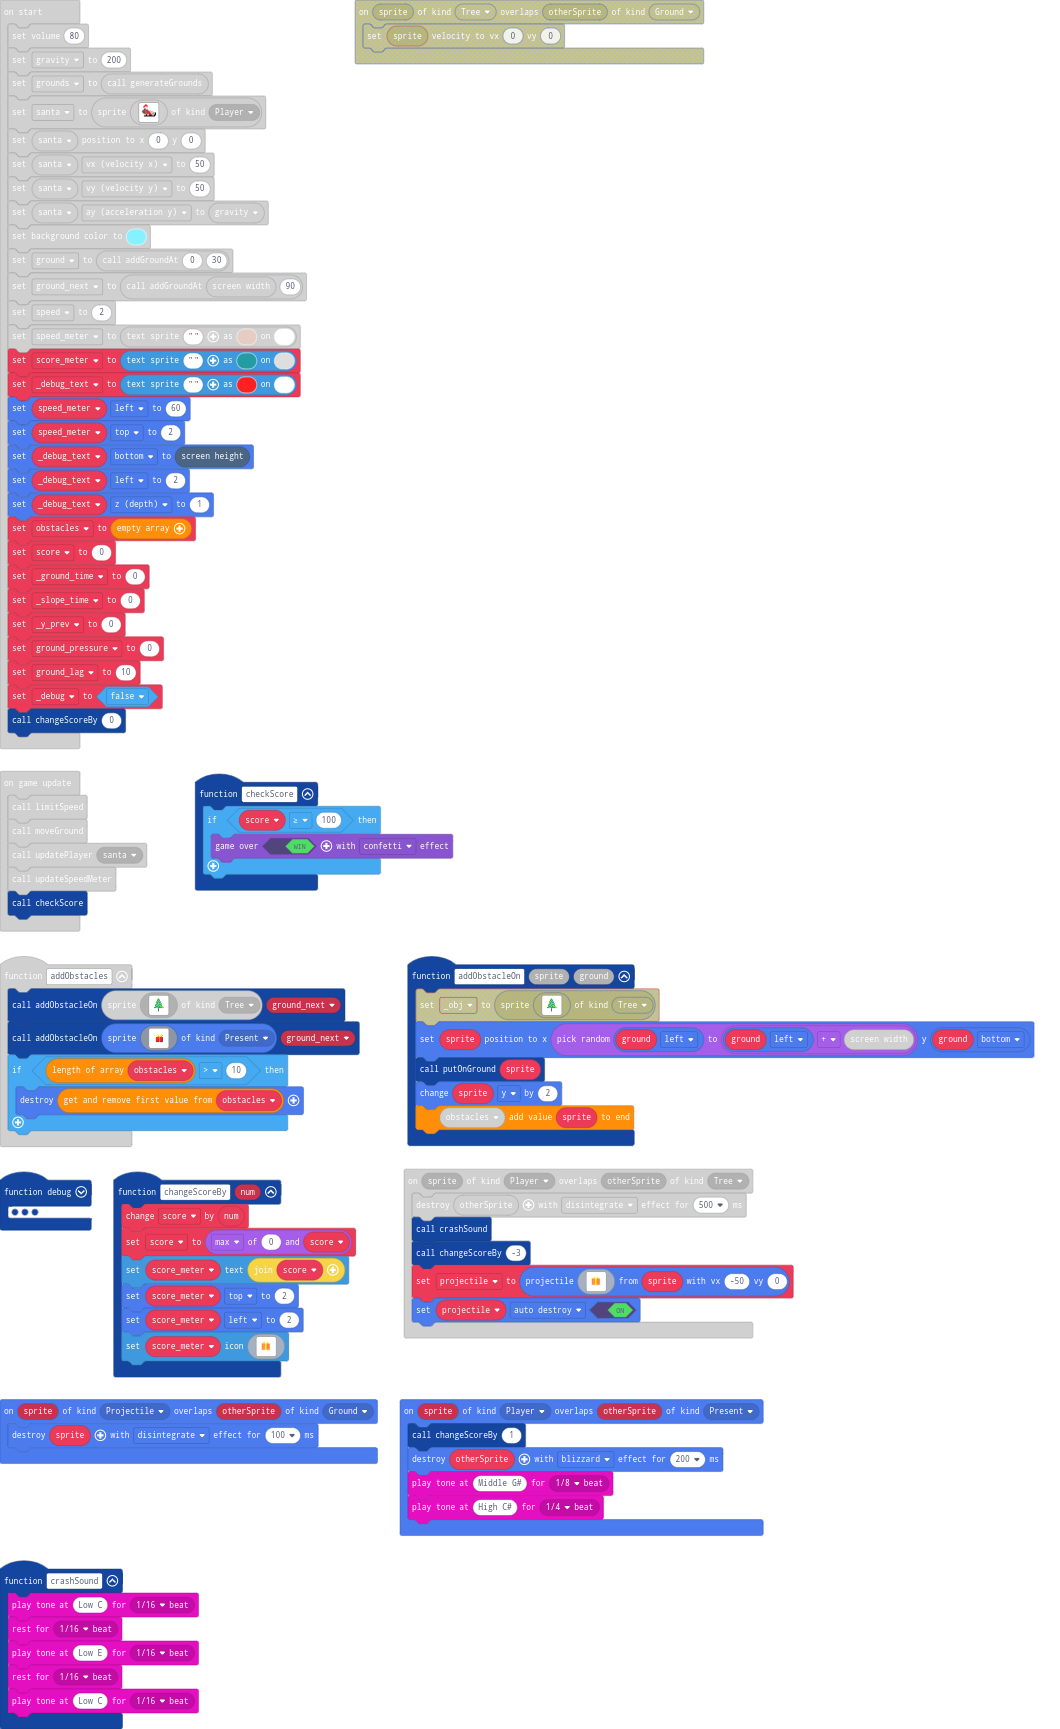 on start
set volume 80
set gravity to 200
set grounds to call generateGrounds
set santa to sprite of kind Player
set santa position to x 0 y 0
set santa vx (velocity x) to 50
set santa vy (velocity y) to 50
set santa ay (acceleration y) to gravity
set background color to
set ground to call addGroundAt 0 30
set ground_next to call addGroundAt screen width 90
set speed to 2
set speed_meter to text sprite "" as on
set score_meter to text sprite "" as on
set _debug_text to text sprite "" as on
set speed_meter left to 60
set speed_meter top to 2
set _debug_text bottom to screen height
set _debug_text left to 2
set _debug_text z (depth) to 1
set obstacles to empty array
set score to 0
set _ground_time to 0
set _slope_time to 0
set _y_prev to 0
set ground_pressure to 0
set ground_lag to 10
set _debug to false
call changeScoreBy 0
on sprite of kind Tree overlaps otherSprite of kind Ground
set sprite velocity to vx 0 vy 0
on game update
call limitSpeed
call moveGround
call updatePlayer santa
call updateSpeedMeter
call checkScore
function checkScore
if score ≥ 100 then
game over WIN with confetti effect
function addObstacles
call addObstacleOn sprite of kind Tree ground_next
call addObstacleOn sprite of kind Present ground_next
if length of array obstacles > 10 then
destroy get and remove first value from obstacles
function addObstacleOn sprite ground
set _obj to sprite of kind Tree
set sprite position to x pick random ground left to ground left + screen width y ground bottom
call putOnGround sprite
change sprite y by 2
obstacles add value sprite to end
function debug
function changeScoreBy num
change score by num
set score to max of 0 and score
set score_meter text join score
set score_meter top to 2
set score_meter left to 2
set score_meter icon
on sprite of kind Player overlaps otherSprite of kind Tree
destroy otherSprite with disintegrate effect for 500 ms
call crashSound
call changeScoreBy -3
set projectile to projectile from sprite with vx -50 vy 0
set projectile auto destroy ON
on sprite of kind Projectile overlaps otherSprite of kind Ground
destroy sprite with disintegrate effect for 100 ms
on sprite of kind Player overlaps otherSprite of kind Present
call changeScoreBy 1
destroy otherSprite with blizzard effect for 200 ms
play tone at Middle G# for 1/8 beat
play tone at High C# for 1/4 beat
function crashSound
play tone at Low C for 1/16 beat
rest for 1/16 beat
play tone at Low E for 1/16 beat
rest for 1/16 beat
play tone at Low C for 1/16 beat